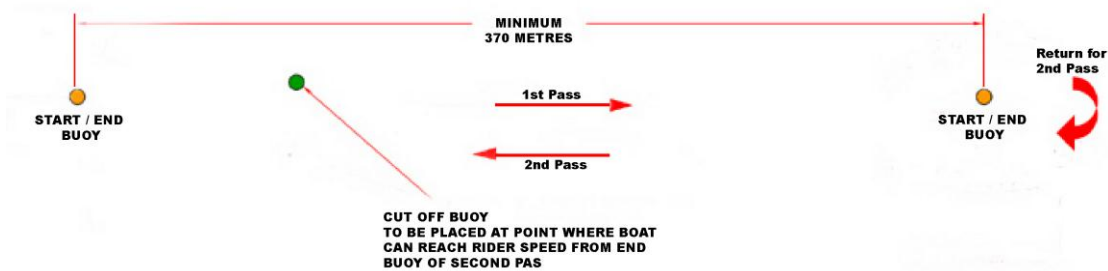 MINIMUM
370 METRES
Return for
2nd Pass
1st Pass
START / END
BUOY
START / END
BUOY
2nd Pass
CUT OFF BUOY
TO BE PLACED AT POINT WHERE BOAT
CAN REACH RIDER SPEED FROM END
BUOY OF SECOND PAS